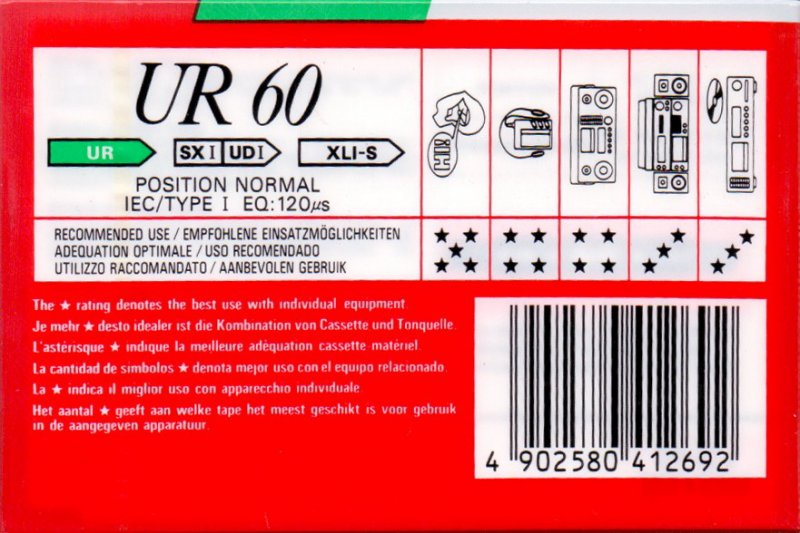 UR 60
UR SX I UD I XLI-S
POSITION NORMAL
IEC/TYPE I EQ:120µs
RECOMMENDED USE / EMPFOHLENE EINSATZMÖGLICHKEITEN
ADEQUATION OPTIMALE / USO RECOMENDADO
UTILIZZO RACCOMANDATO / AANBEVOLEN GEBRUIK
★ ★ ★ ★ ★ ★ ★ ★ ★ ★ ★ ★ ★ ★ ★ ★ ★ ★ ★
The ★ rating denotes the best use with individual equipment.
Je mehr ★ desto idealer ist die Kombination von Cassette und Tonquelle.
L'astérisque ★ indique la meilleure adéquation cassette-matériel.
La cantidad de simbolos ★ denota mejor uso con el equipo relacionado.
La ★ indica il miglior uso con apparecchio individuale.
Het aantal ★ geeft aan welke tape het meest geschikt is voor gebruik
in de aangegeven apparatuur.
4 902580 412692